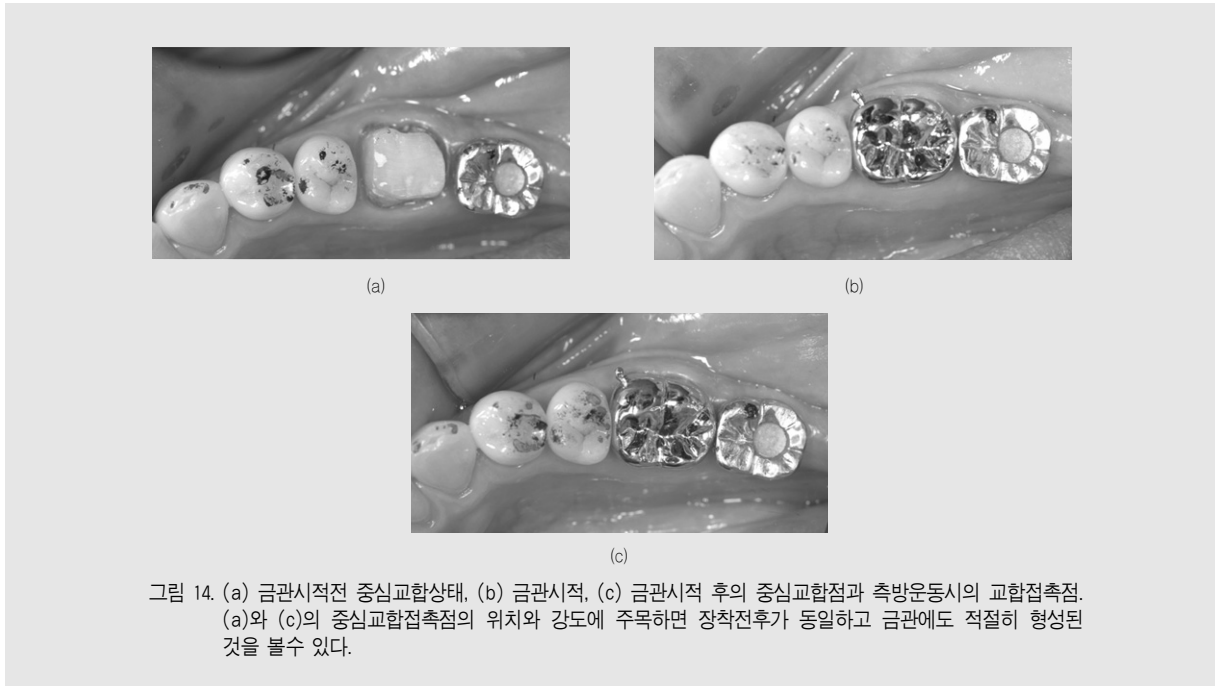 (a)
(b)
(c)
그림 14. (a) 금관시적전 중심교합상태, (b) 금관시적, (c) 금관시적 후의 중심교합점과 측방운동시의 교합접촉점.
(a)와 (c)의 중심교합접촉점의 위치와 강도에 주목하면 장착전후가 동일하고 금관에도 적절히 형성된
것을 볼수 있다.